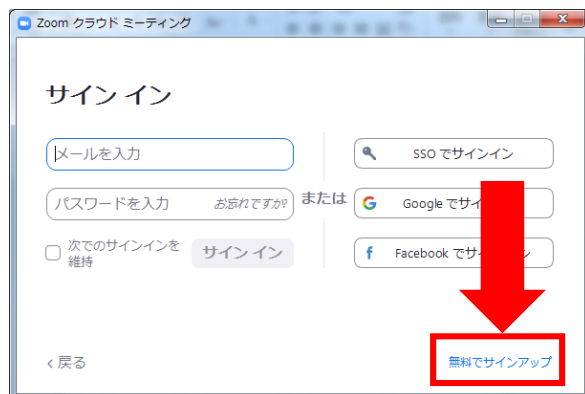 Zoom クラウド ミーティング
サイン イン
メールを入力
パスワードを入力 お忘れですか?
次でのサインインを
維持
サイン イン
または
SSO でサインイン
Google でサイ
Facebook でサ ン
< 戻る
無料でサインアップ